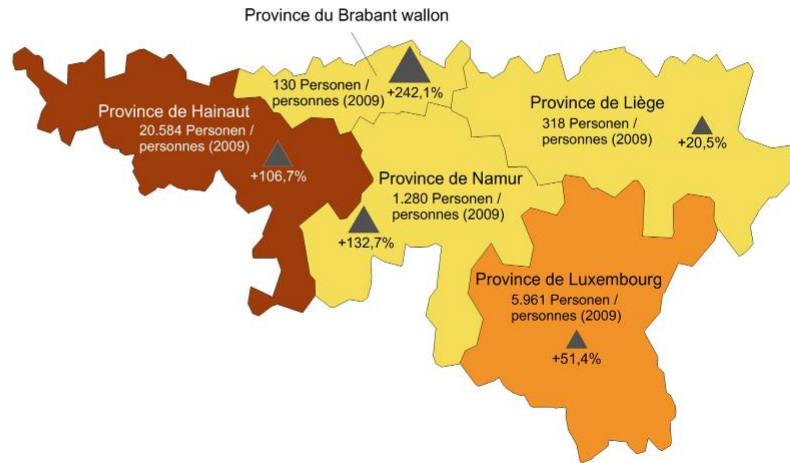 Province du Brabant wallon
130 Personen /
personnes (2009)
+242,1%
Province de Hainaut
20.584 Personen /
personnes (2009)
+106,7%
Province de Liège
318 Personen /
personnes (2009)
+20,5%
Province de Namur
1.280 Personen /
personnes (2009)
+132,7%
Province de Luxembourg
5.961 Personen /
personnes (2009)
+51,4%